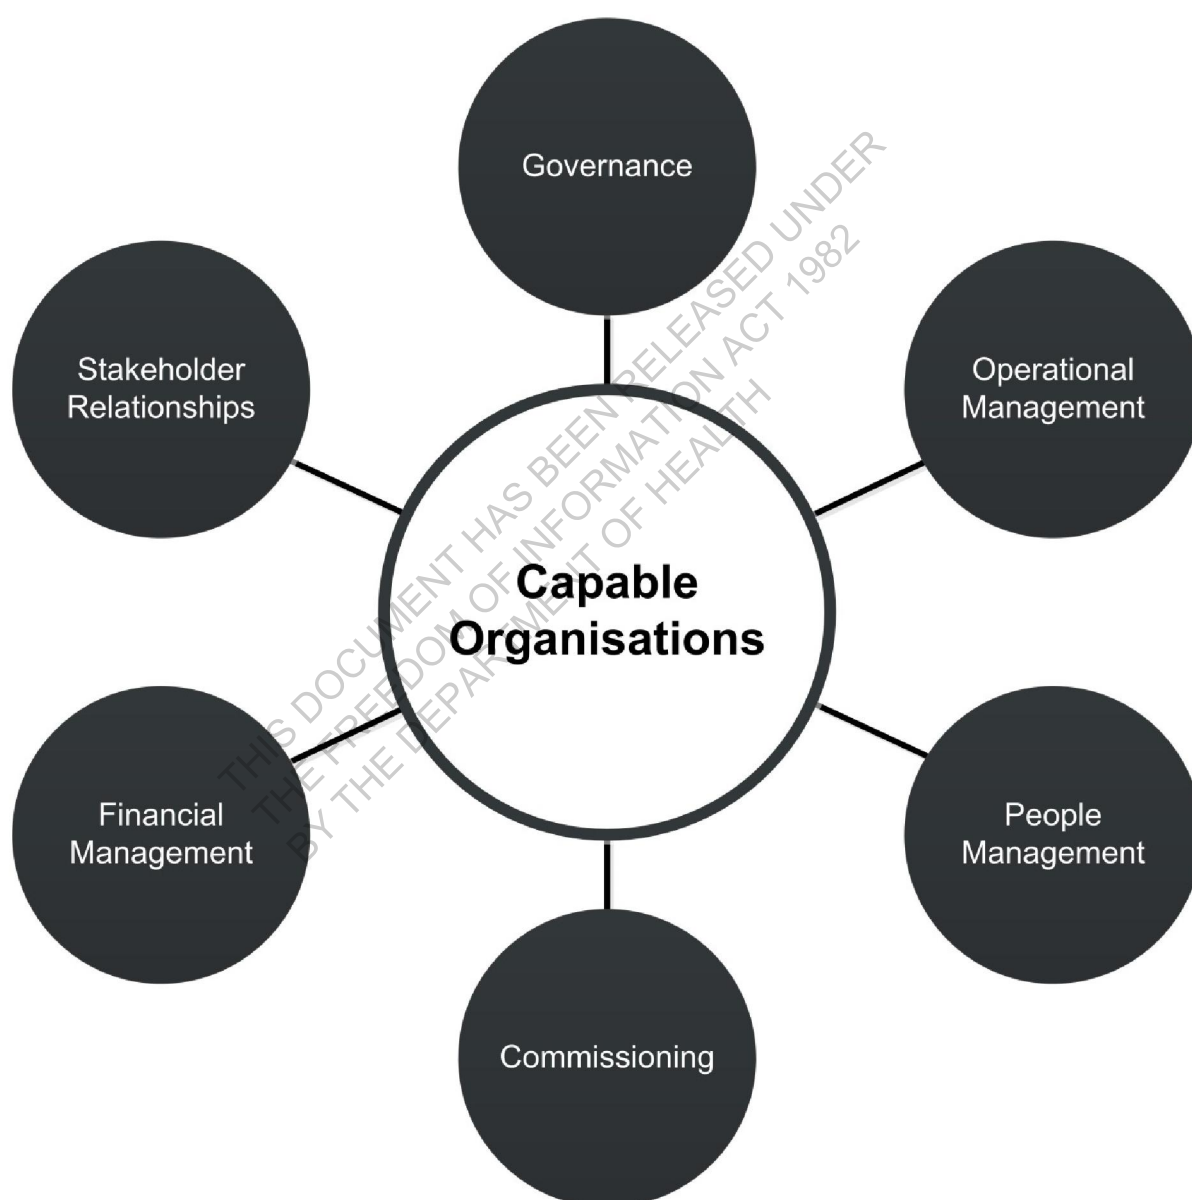 Governance
Stakeholder
Relationships
Operational
Management
Capable
Organisations
Financial
Management
People
Management
Commissioning
THIS DOCUMENT HAS BEEN RELEASED UNDER
THE FREEDOM OF INFORMATION ACT 1982
BY THE DEPARTMENT OF HEALTH